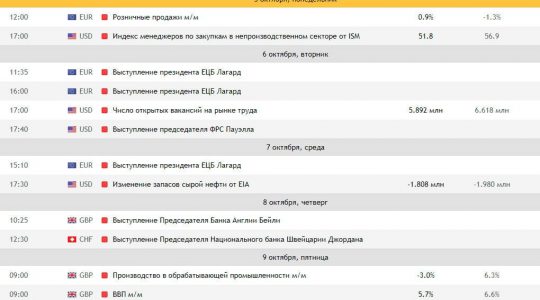 5 октября, понедельник
12:00 EUR Розничные продажи м/м 0.9% -1.3%
17:00 USD Индекс менеджеров по закупкам в непроизводственном секторе от ISM 51.8 56.9
6 октября, вторник
11:35 EUR Выступление президента ЕЦБ Лагард
16:00 EUR Выступление президента ЕЦБ Лагард
17:00 USD Число открытых вакансий на рынке труда 5.892 млн 6.618 млн
17:40 USD Выступление председателя ФРС Пауэлла
7 октября, среда
15:10 EUR Выступление президента ЕЦБ Лагард
17:30 USD Изменение запасов сырой нефти от EIA -1.808 млн -1.980 млн
8 октября, четверг
10:25 GBP Выступление Председателя Банка Англии Бейли
12:30 CHF Выступление Председателя Национального банка Швейцарии Джордана
9 октября, пятница
09:00 GBP Производство в обрабатывающей промышленности м/м -3.0% 6.3%
09:00 GBP ВВП м/м 5.7% 6.6%